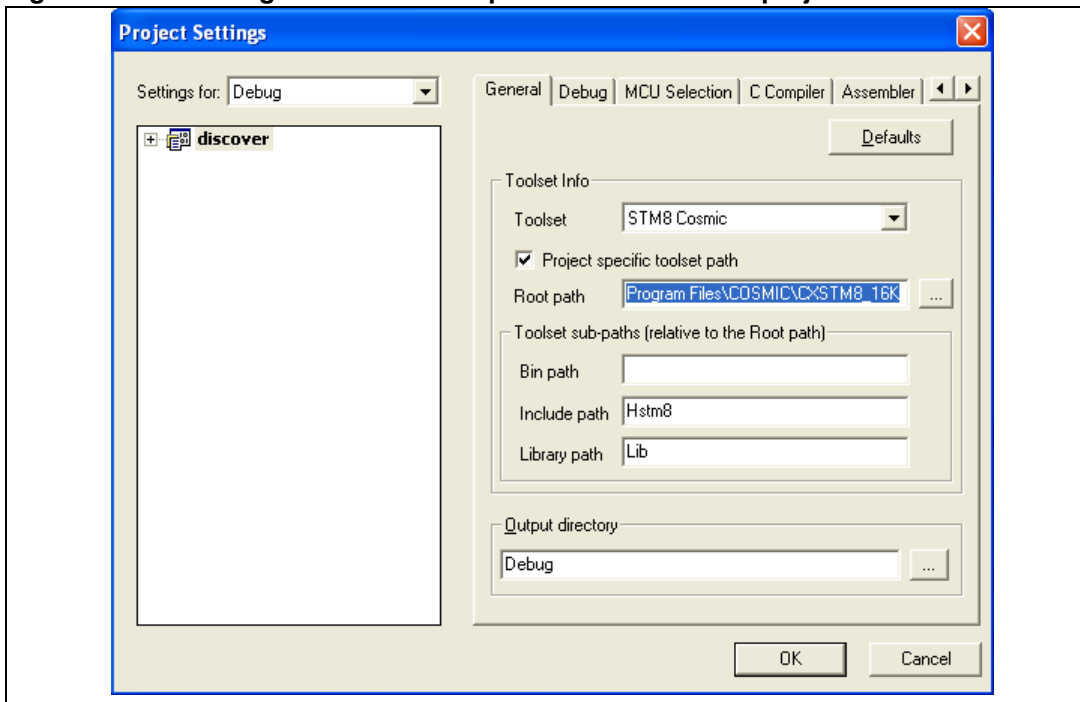 Project Settings
Settings for: Debug
discover
General Debug MCU Selection C Compiler Assembler
Defaults
Toolset Info
Toolset STM8 Cosmic
Project specific toolset path
Root path Program Files\COSMIC\CXSTM8_16K ...
Toolset sub-paths (relative to the Root path)
Bin path
Include path Hstm8
Library path Lib
Output directory
Debug ...
OK Cancel